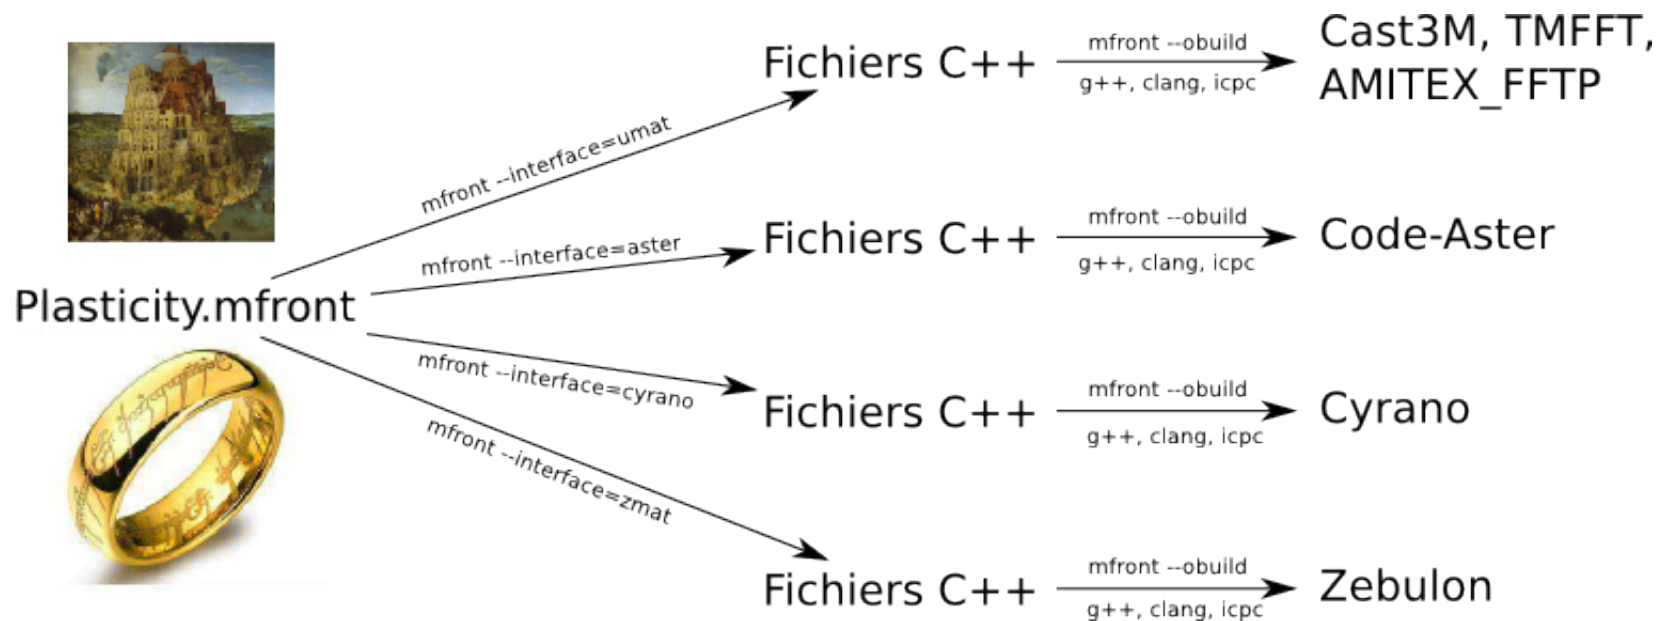 Fichiers C++
mfront --obuild
g++, clang, icpc
Cast3M, TMFFT,
AMITEX_FFTP
mfront --interface=umat
mfront --interface=aster
Fichiers C++
mfront --obuild
g++, clang, icpc
Code-Aster
Plasticity.mfront
mfront --interface=cyrano
Fichiers C++
mfront --obuild
g++, clang, icpc
Cyrano
mfront --interface=zmat
Fichiers C++
mfront --obuild
g++, clang, icpc
Zebulon